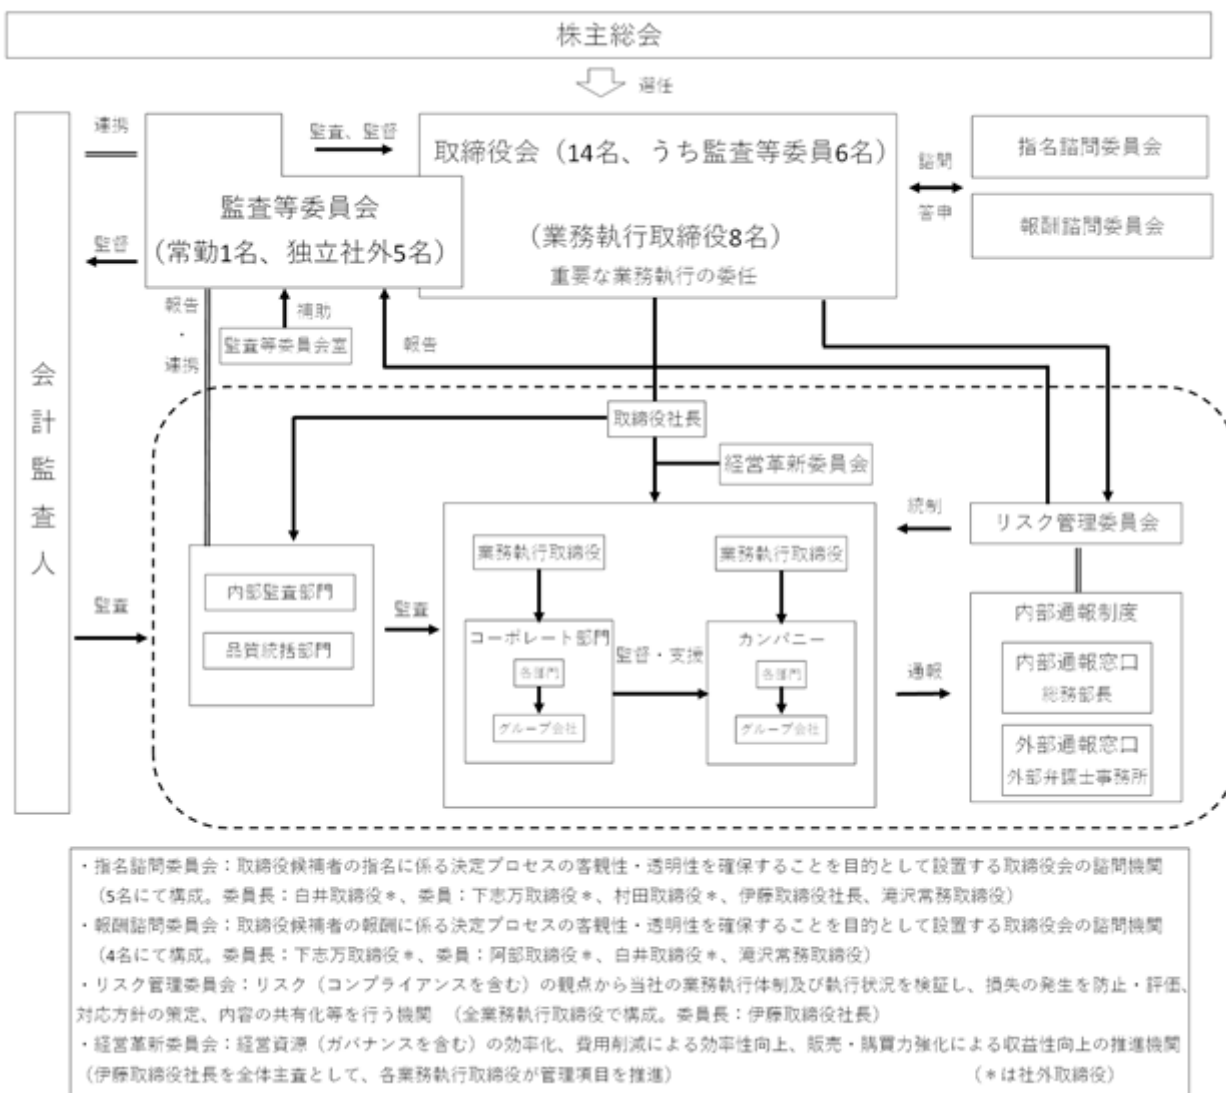 株主総会
選任
連携
監査、監督
取締役会（14名、うち監査等委員6名）
指名諮問委員会
諮問
答申
報酬諮問委員会
監査等委員会
（常勤1名、独立社外5名）
（業務執行取締役8名）
重要な業務執行の委任
監督
報告
・
連携
補助
監査等委員会室
報告
会計監査人
取締役社長
経営革新委員会
統制
リスク管理委員会
業務執行取締役
業務執行取締役
内部監査部門
品質統括部門
監査
監査
コーポレート部門
各部門
グループ会社
監督・支援
カンパニー
各部門
グループ会社
通報
内部通報制度
内部通報窓口
総務部長
外部通報窓口
外部弁護士事務所
・指名諮問委員会：取締役候補者の指名に係る決定プロセスの客観性・透明性を確保することを目的として設置する取締役会の諮問機関
（5名にて構成。委員長：白井取締役＊、委員：下志万取締役＊、村田取締役＊、伊藤取締役社長、滝沢常務取締役）
・報酬諮問委員会：取締役候補者の報酬に係る決定プロセスの客観性・透明性を確保することを目的として設置する取締役会の諮問機関
（4名にて構成。委員長：下志万取締役＊、委員：阿部取締役＊、白井取締役＊、滝沢常務取締役）
・リスク管理委員会：リスク（コンプライアンスを含む）の観点から当社の業務執行体制及び執行状況を検証し、損失の発生を防止・評価、
対応方針の策定、内容の共有化等を行う機関 （全業務執行取締役で構成。委員長：伊藤取締役社長）
・経営革新委員会：経営資源（ガバナンスを含む）の効率化、費用削減による効率性向上、販売・購買力強化による収益性向上の推進機関
（伊藤取締役社長を全体主査として、各業務執行取締役が管理項目を推進） （＊は社外取締役）